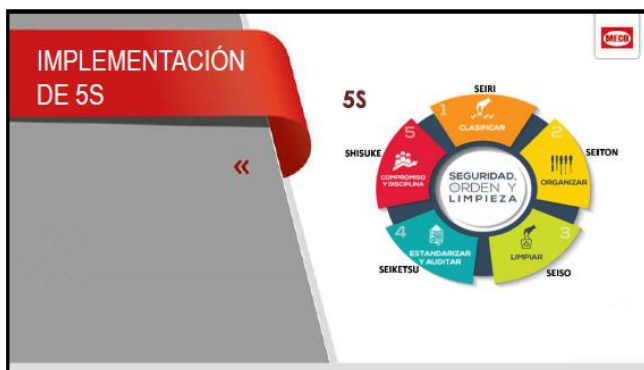 IMPLEMENTACIÓN
DE 5S
«
MECO
5S
SEIRI
1
CLASIFICAR
SEITON
2
ORGANIZAR
SEISO
3
LIMPIAR
SEIKETSU
4
ESTANDARIZAR
Y AUDITAR
SHISUKE
5
COMPROMISO
Y DISCIPLINA
SEGURIDAD,
ORDEN Y
LIMPIEZA